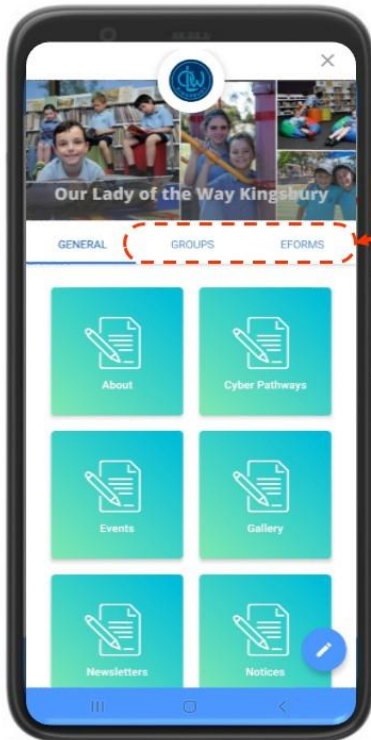 Our Lady of the Way Kingsbury
GENERAL GROUPS EFORMS
About Cyber Pathways
Events Gallery
Newsletters Notices